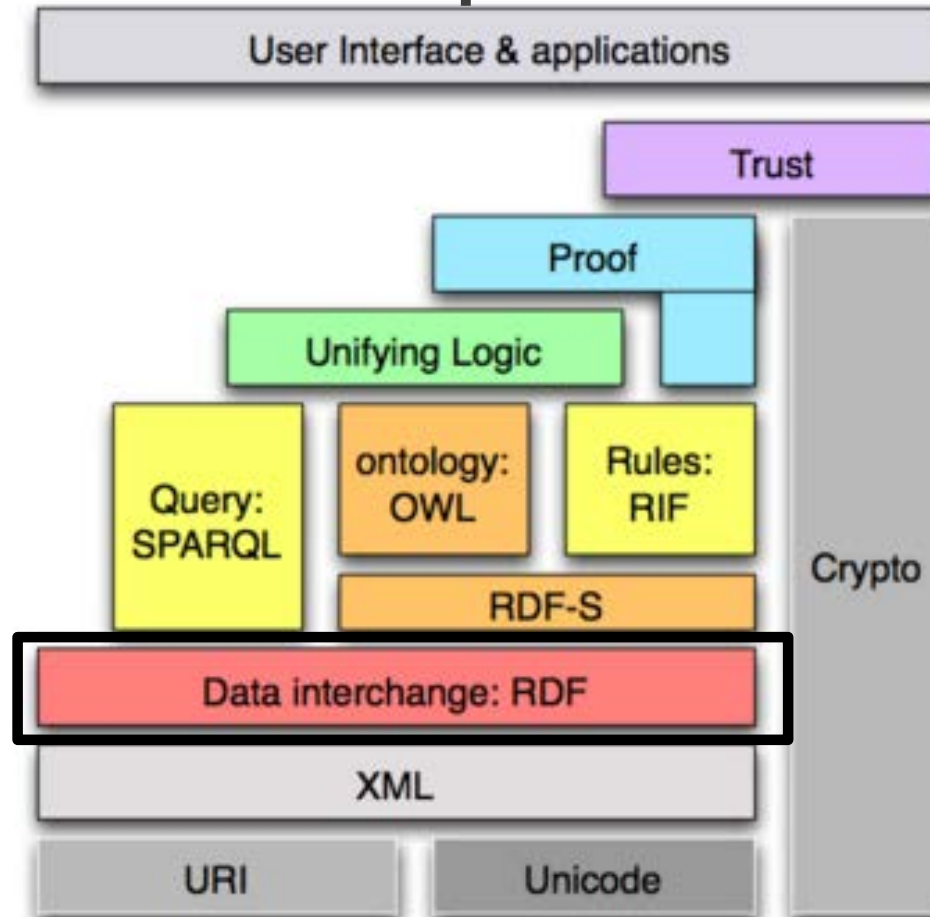 User Interface & applications
Trust
Proof
Unifying Logic
Query:
SPARQL
ontology:
OWL
Rules:
RIF
Crypto
RDF-S
Data interchange: RDF
XML
URI
Unicode